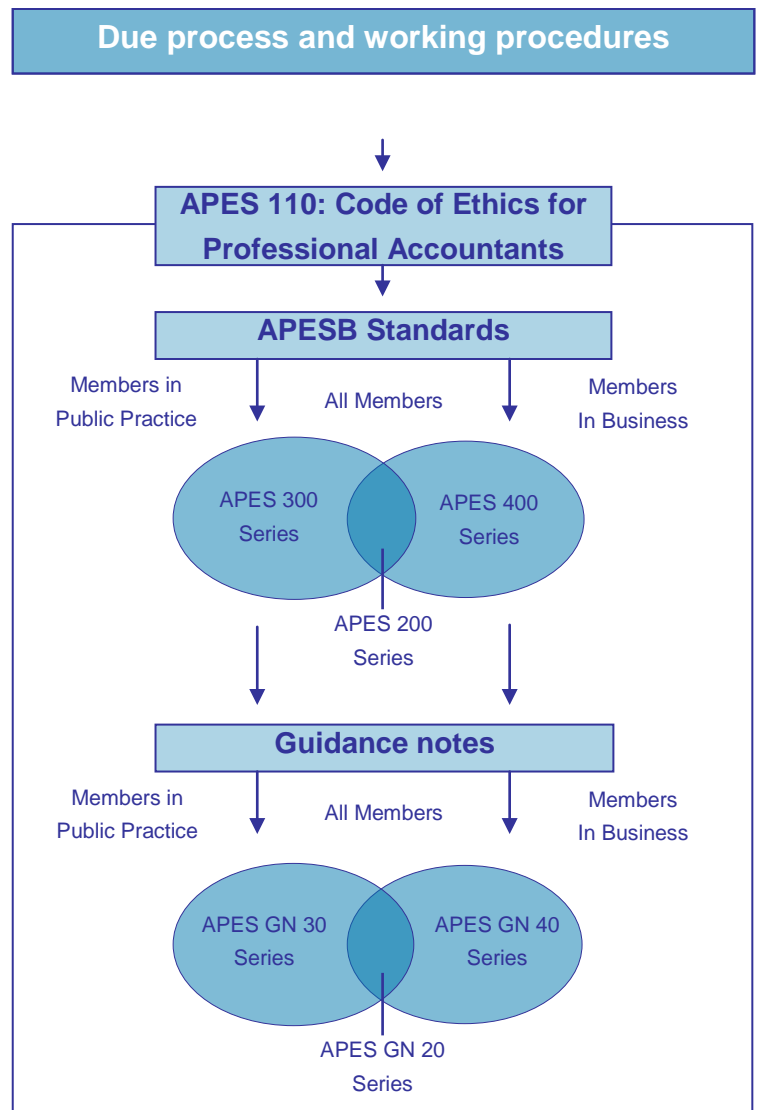 Due process and working procedures
APES 110: Code of Ethics for
Professional Accountants
APESB Standards
Members in
Public Practice
All Members
Members
In Business
APES 300
Series
APES 400
Series
APES 200
Series
Guidance notes
Members in
Public Practice
All Members
Members
In Business
APES GN 30
Series
APES GN 40
Series
APES GN 20
Series